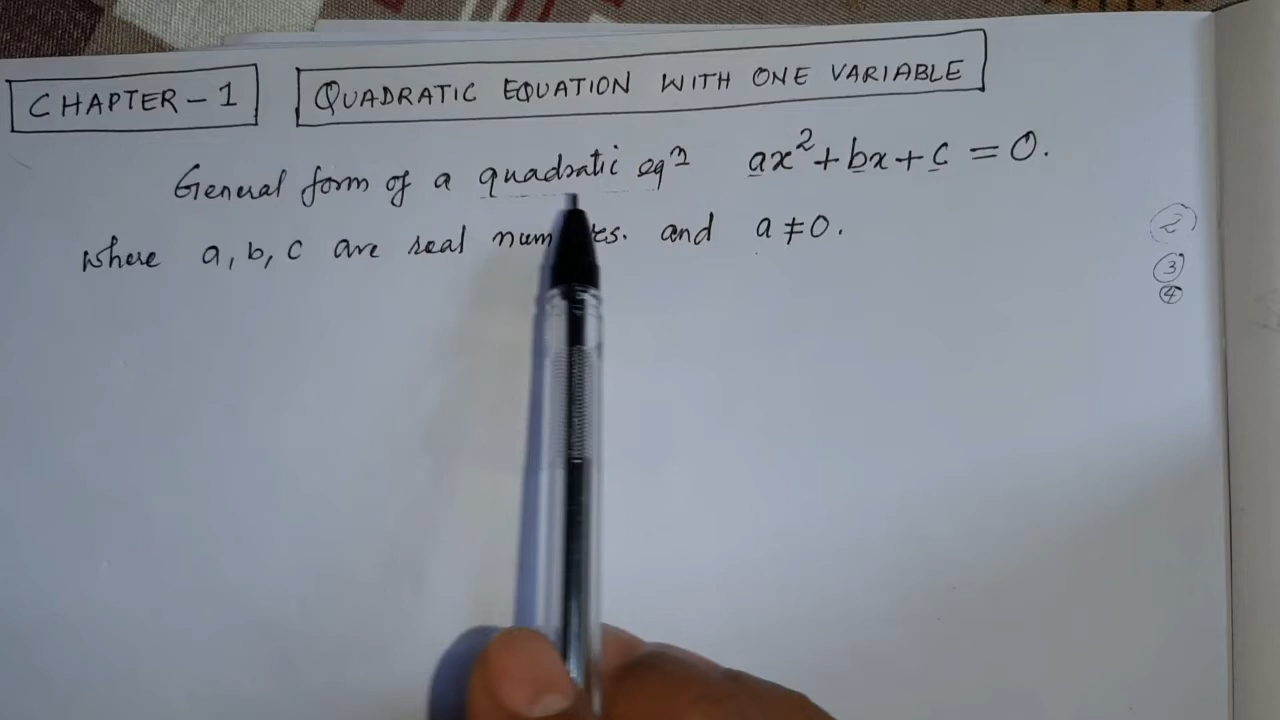 CHAPTER-1 QUADRATIC EQUATION WITH ONE VARIABLE
General form of a quadratic eqⁿ ax²+bx+c = 0.
where a, b, c are real and a ≠ 0.
2
3
4